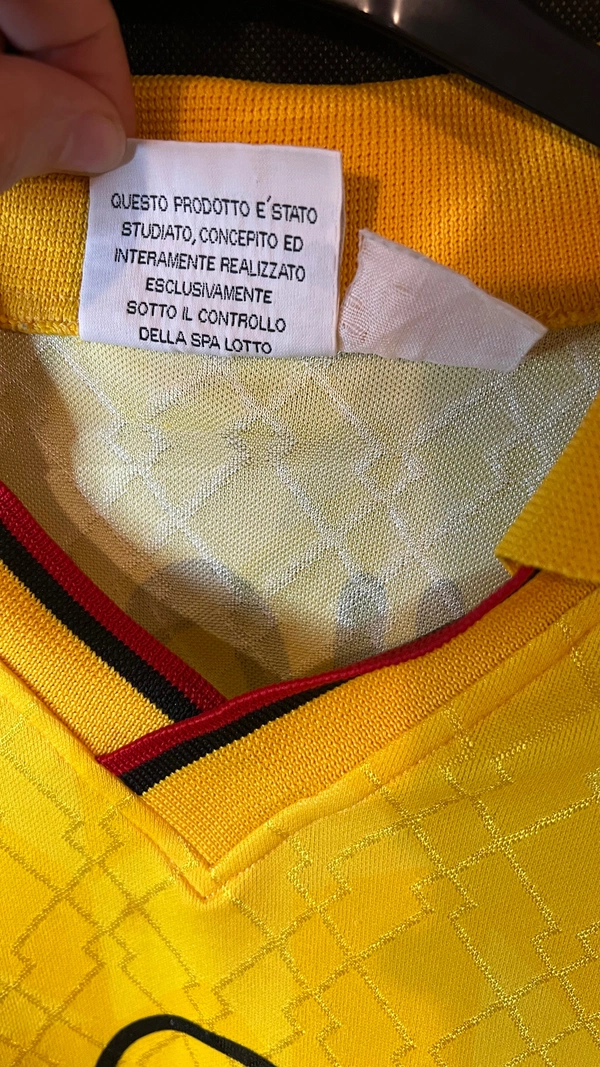 QUESTO PRODOTTO E´STATO
STUDIATO, CONCEPITO ED
INTERAMENTE REALIZZATO
ESCLUSIVAMENTE
SOTTO IL CONTROLLO
DELLA SPA LOTTO